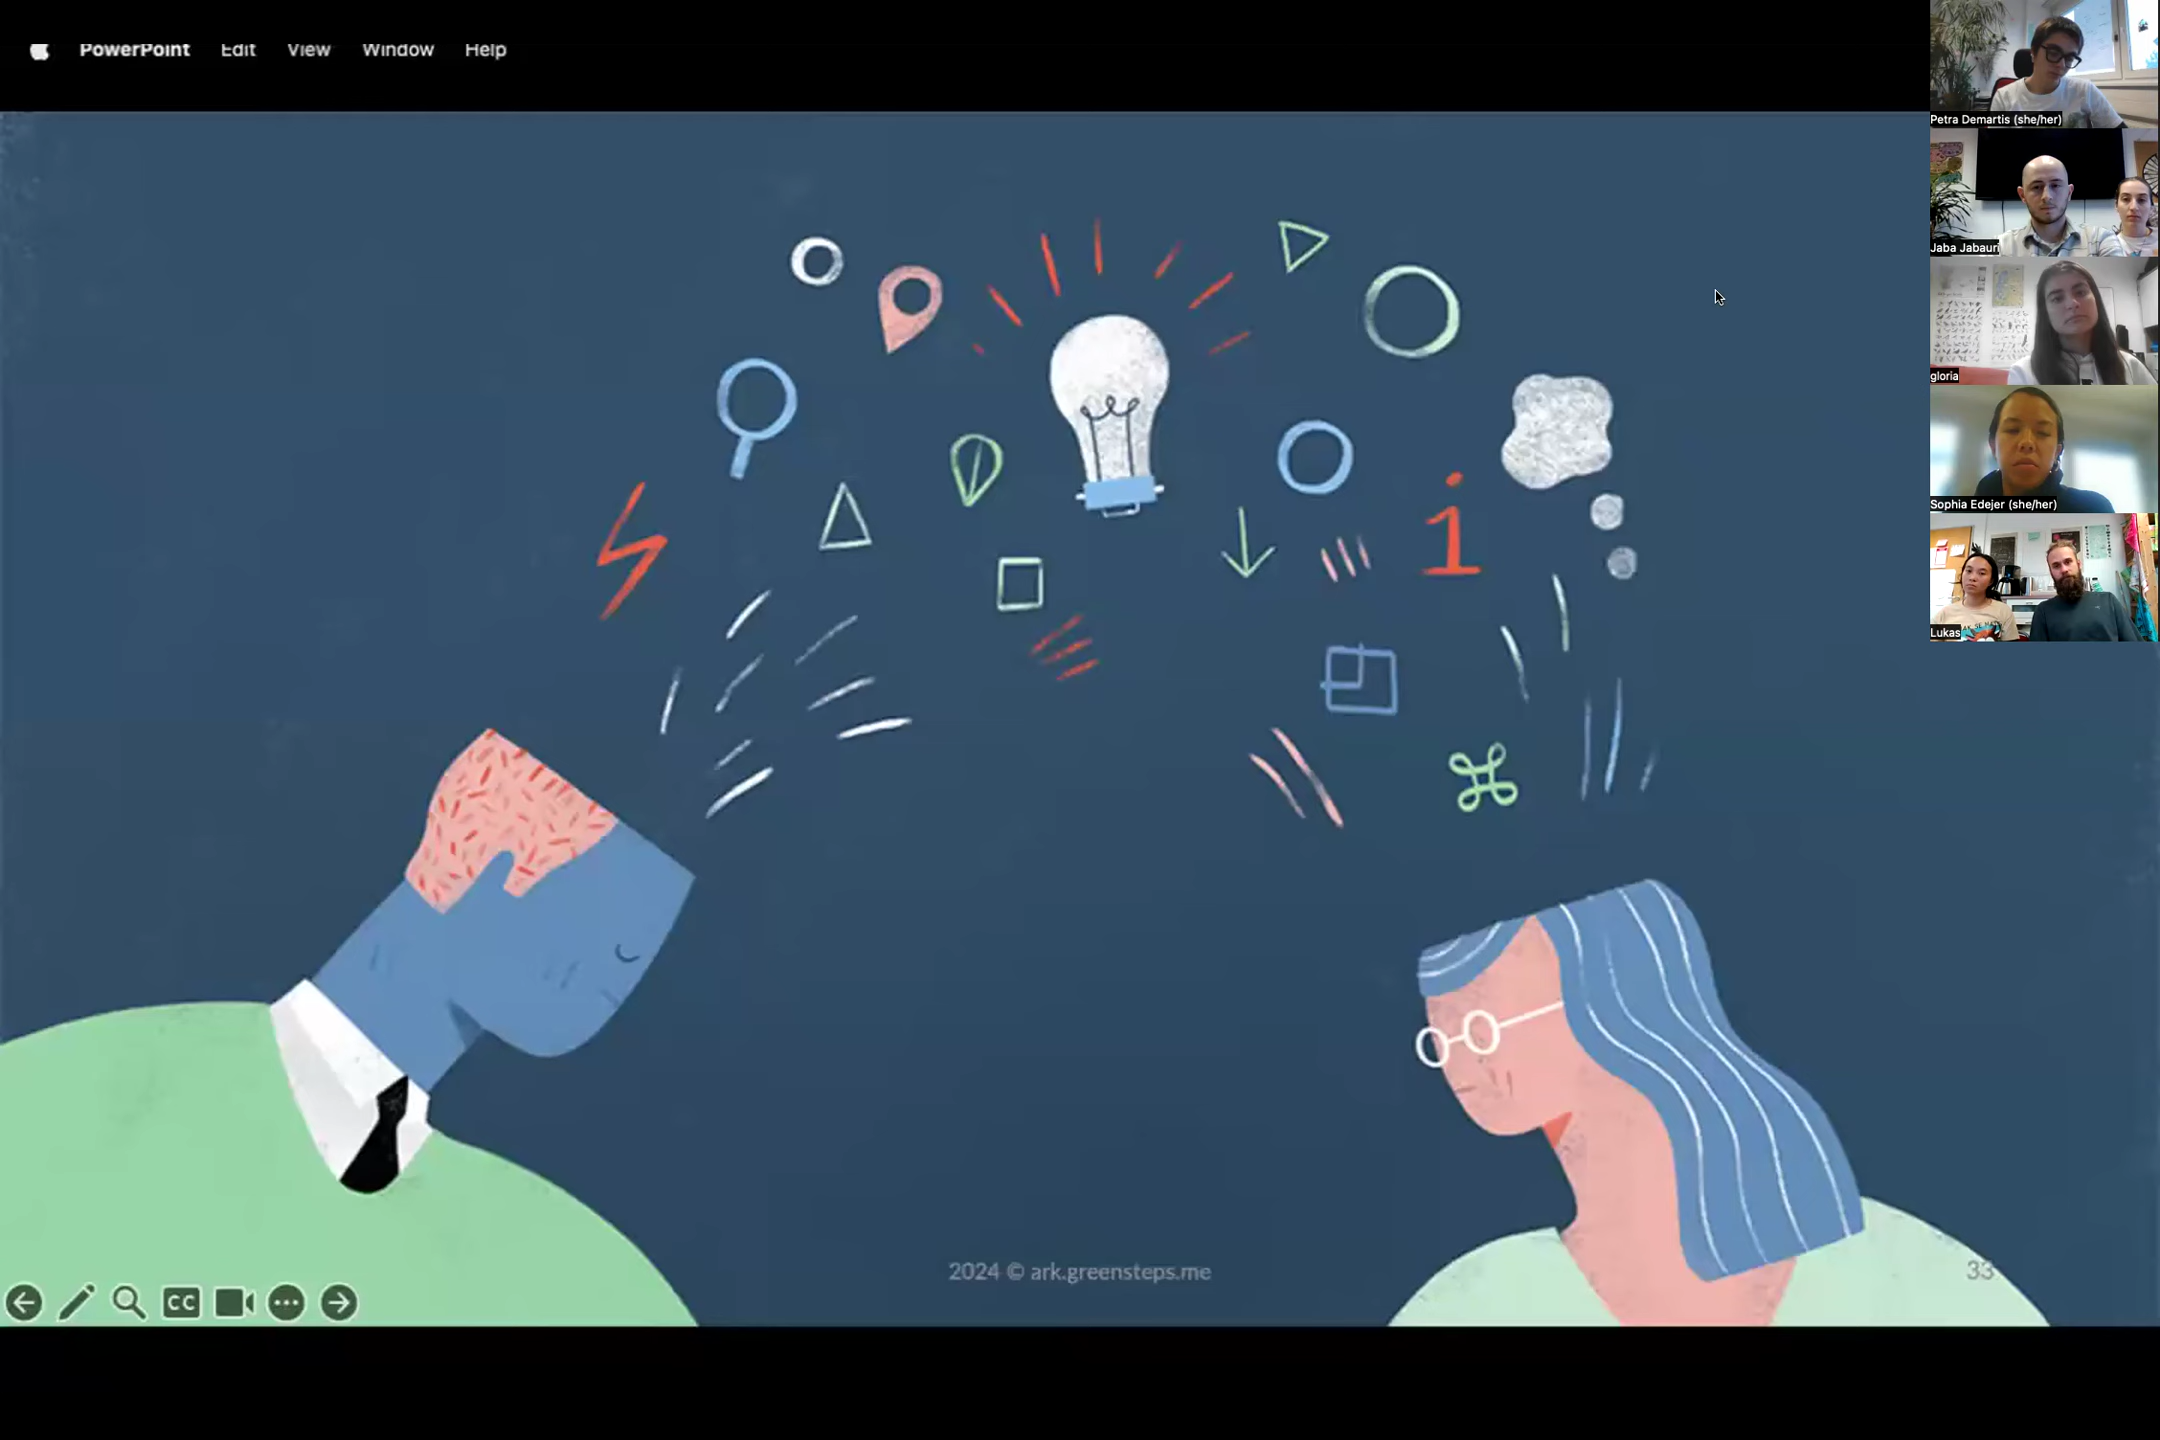 PowerPoint Edit View Window Help
Petra Demartis (she/her)
Jaba Jabauri
gloria
Sophia Edejer (she/her)
Lukas
i
2024 © ark.greensteps.me
33
CC